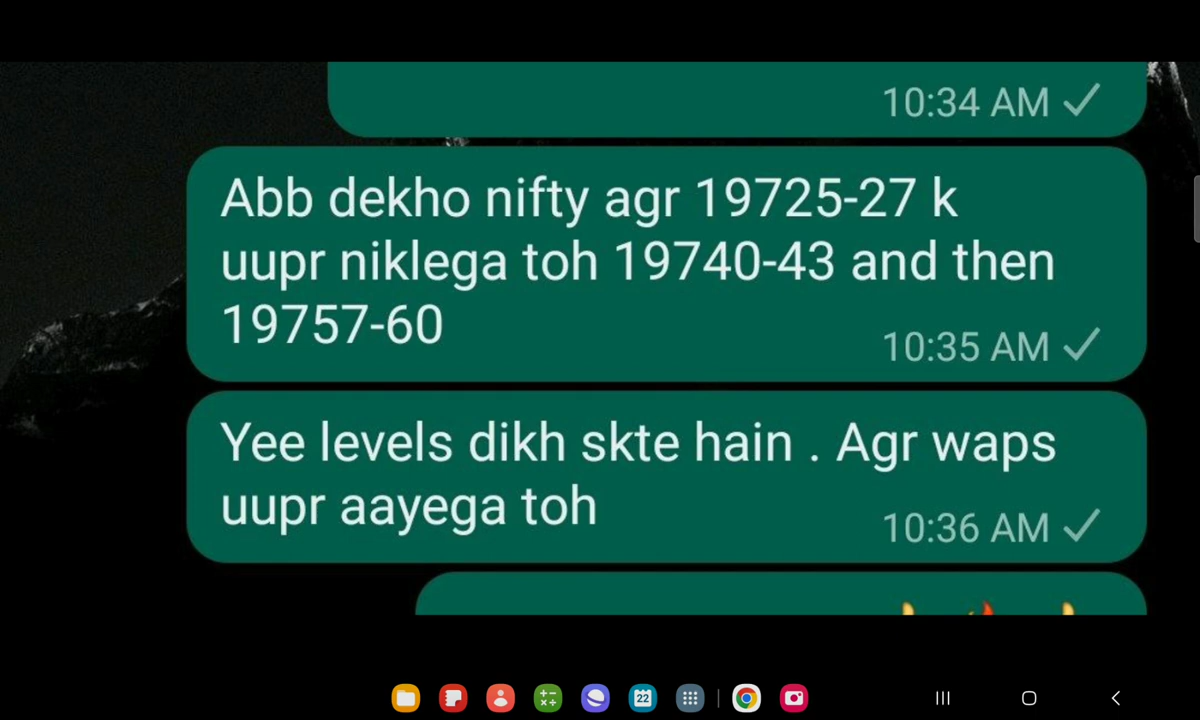 10:34 AM
Abb dekho nifty agr 19725-27 k
uupr niklega toh 19740-43 and then
19757-60
10:35 AM
Yee levels dikh skte hain . Agr waps
uupr aayega toh
10:36 AM
22